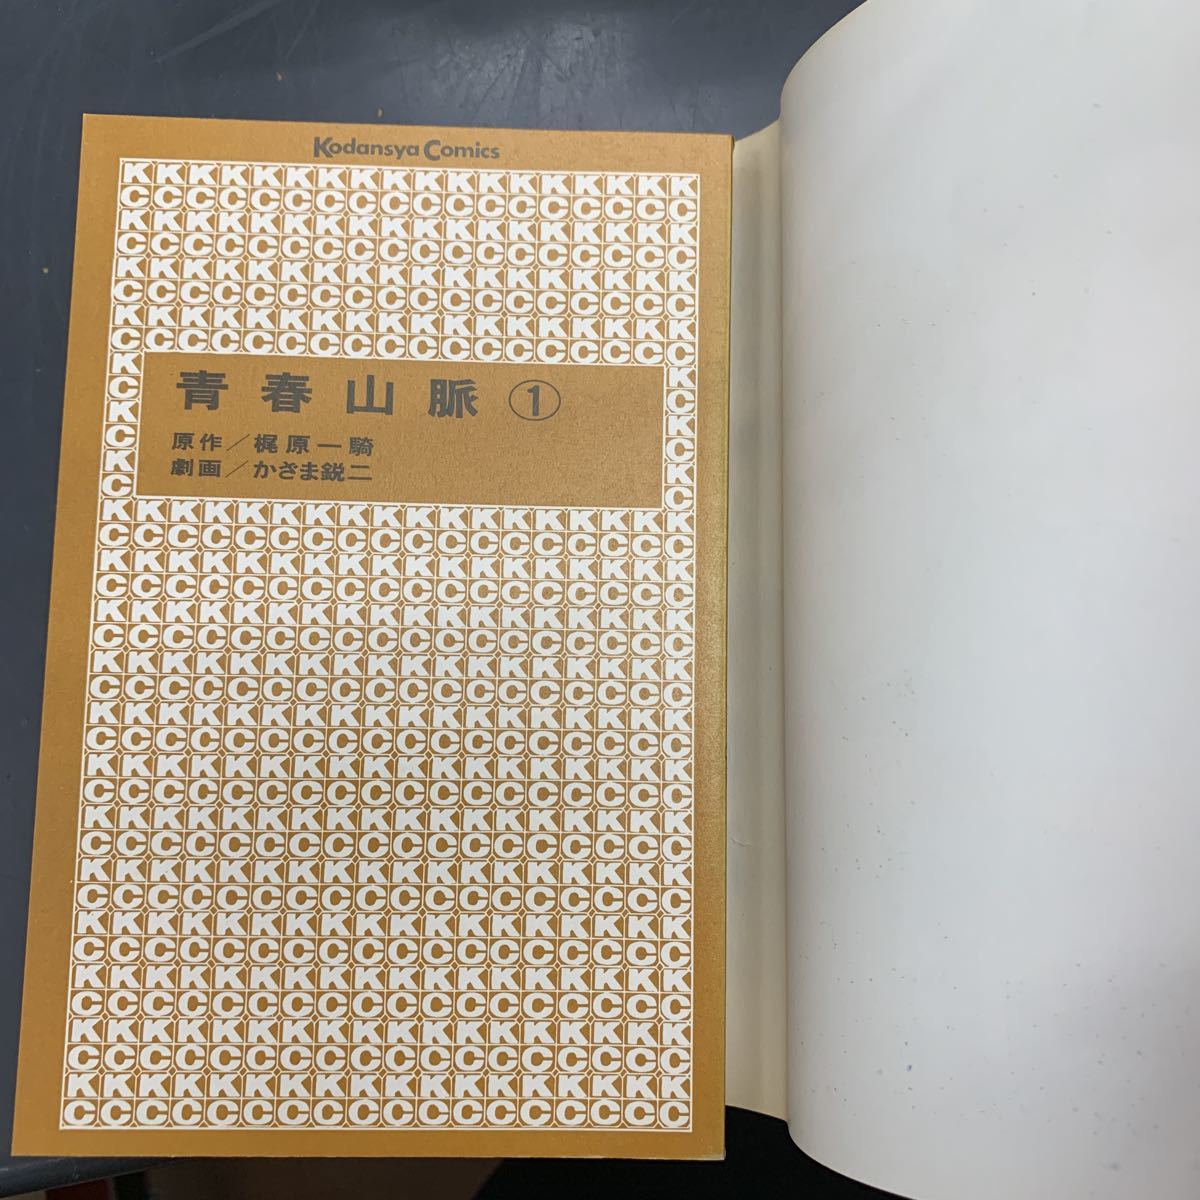 Kodansya Comics
青春山脈①
原作／梶原一騎
劇画／かざま鋭二